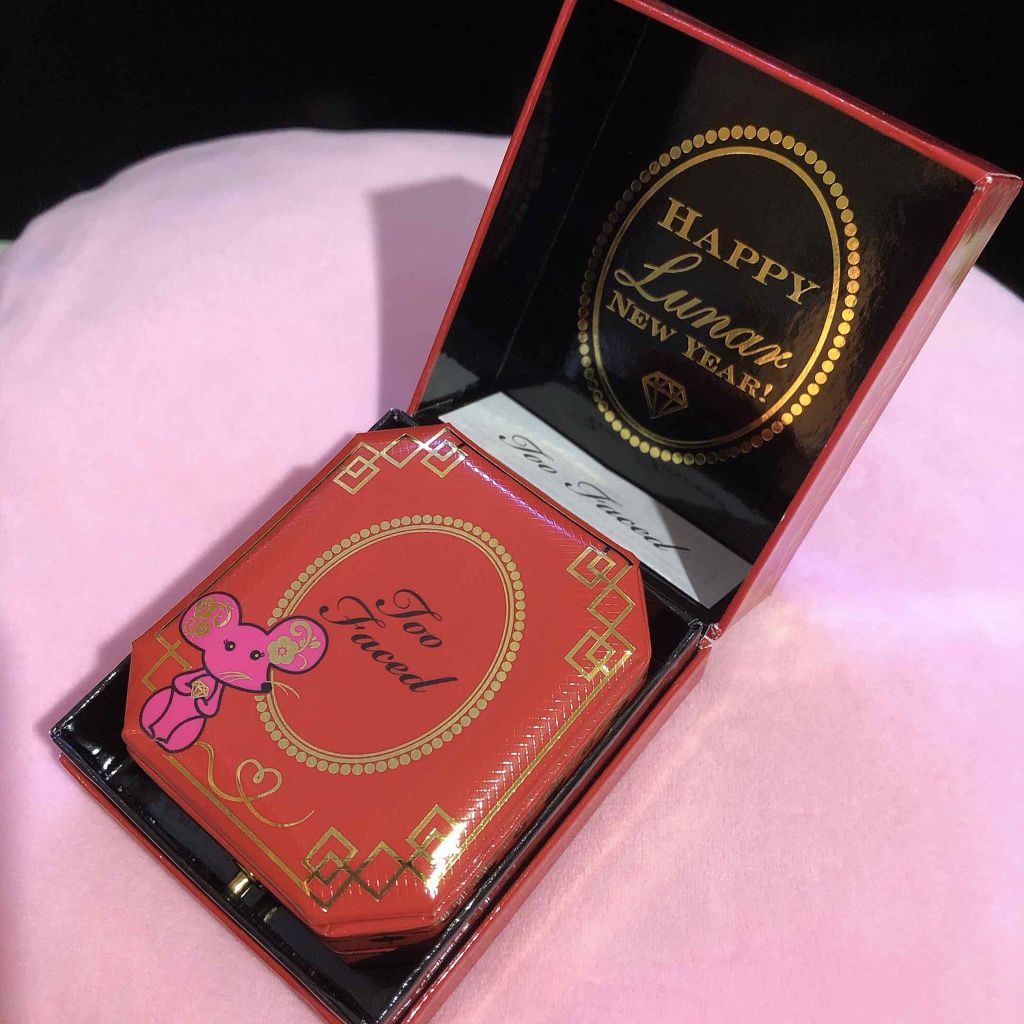 HAPPY
Lunar
NEW YEAR!
Too Faced
Too
Faced